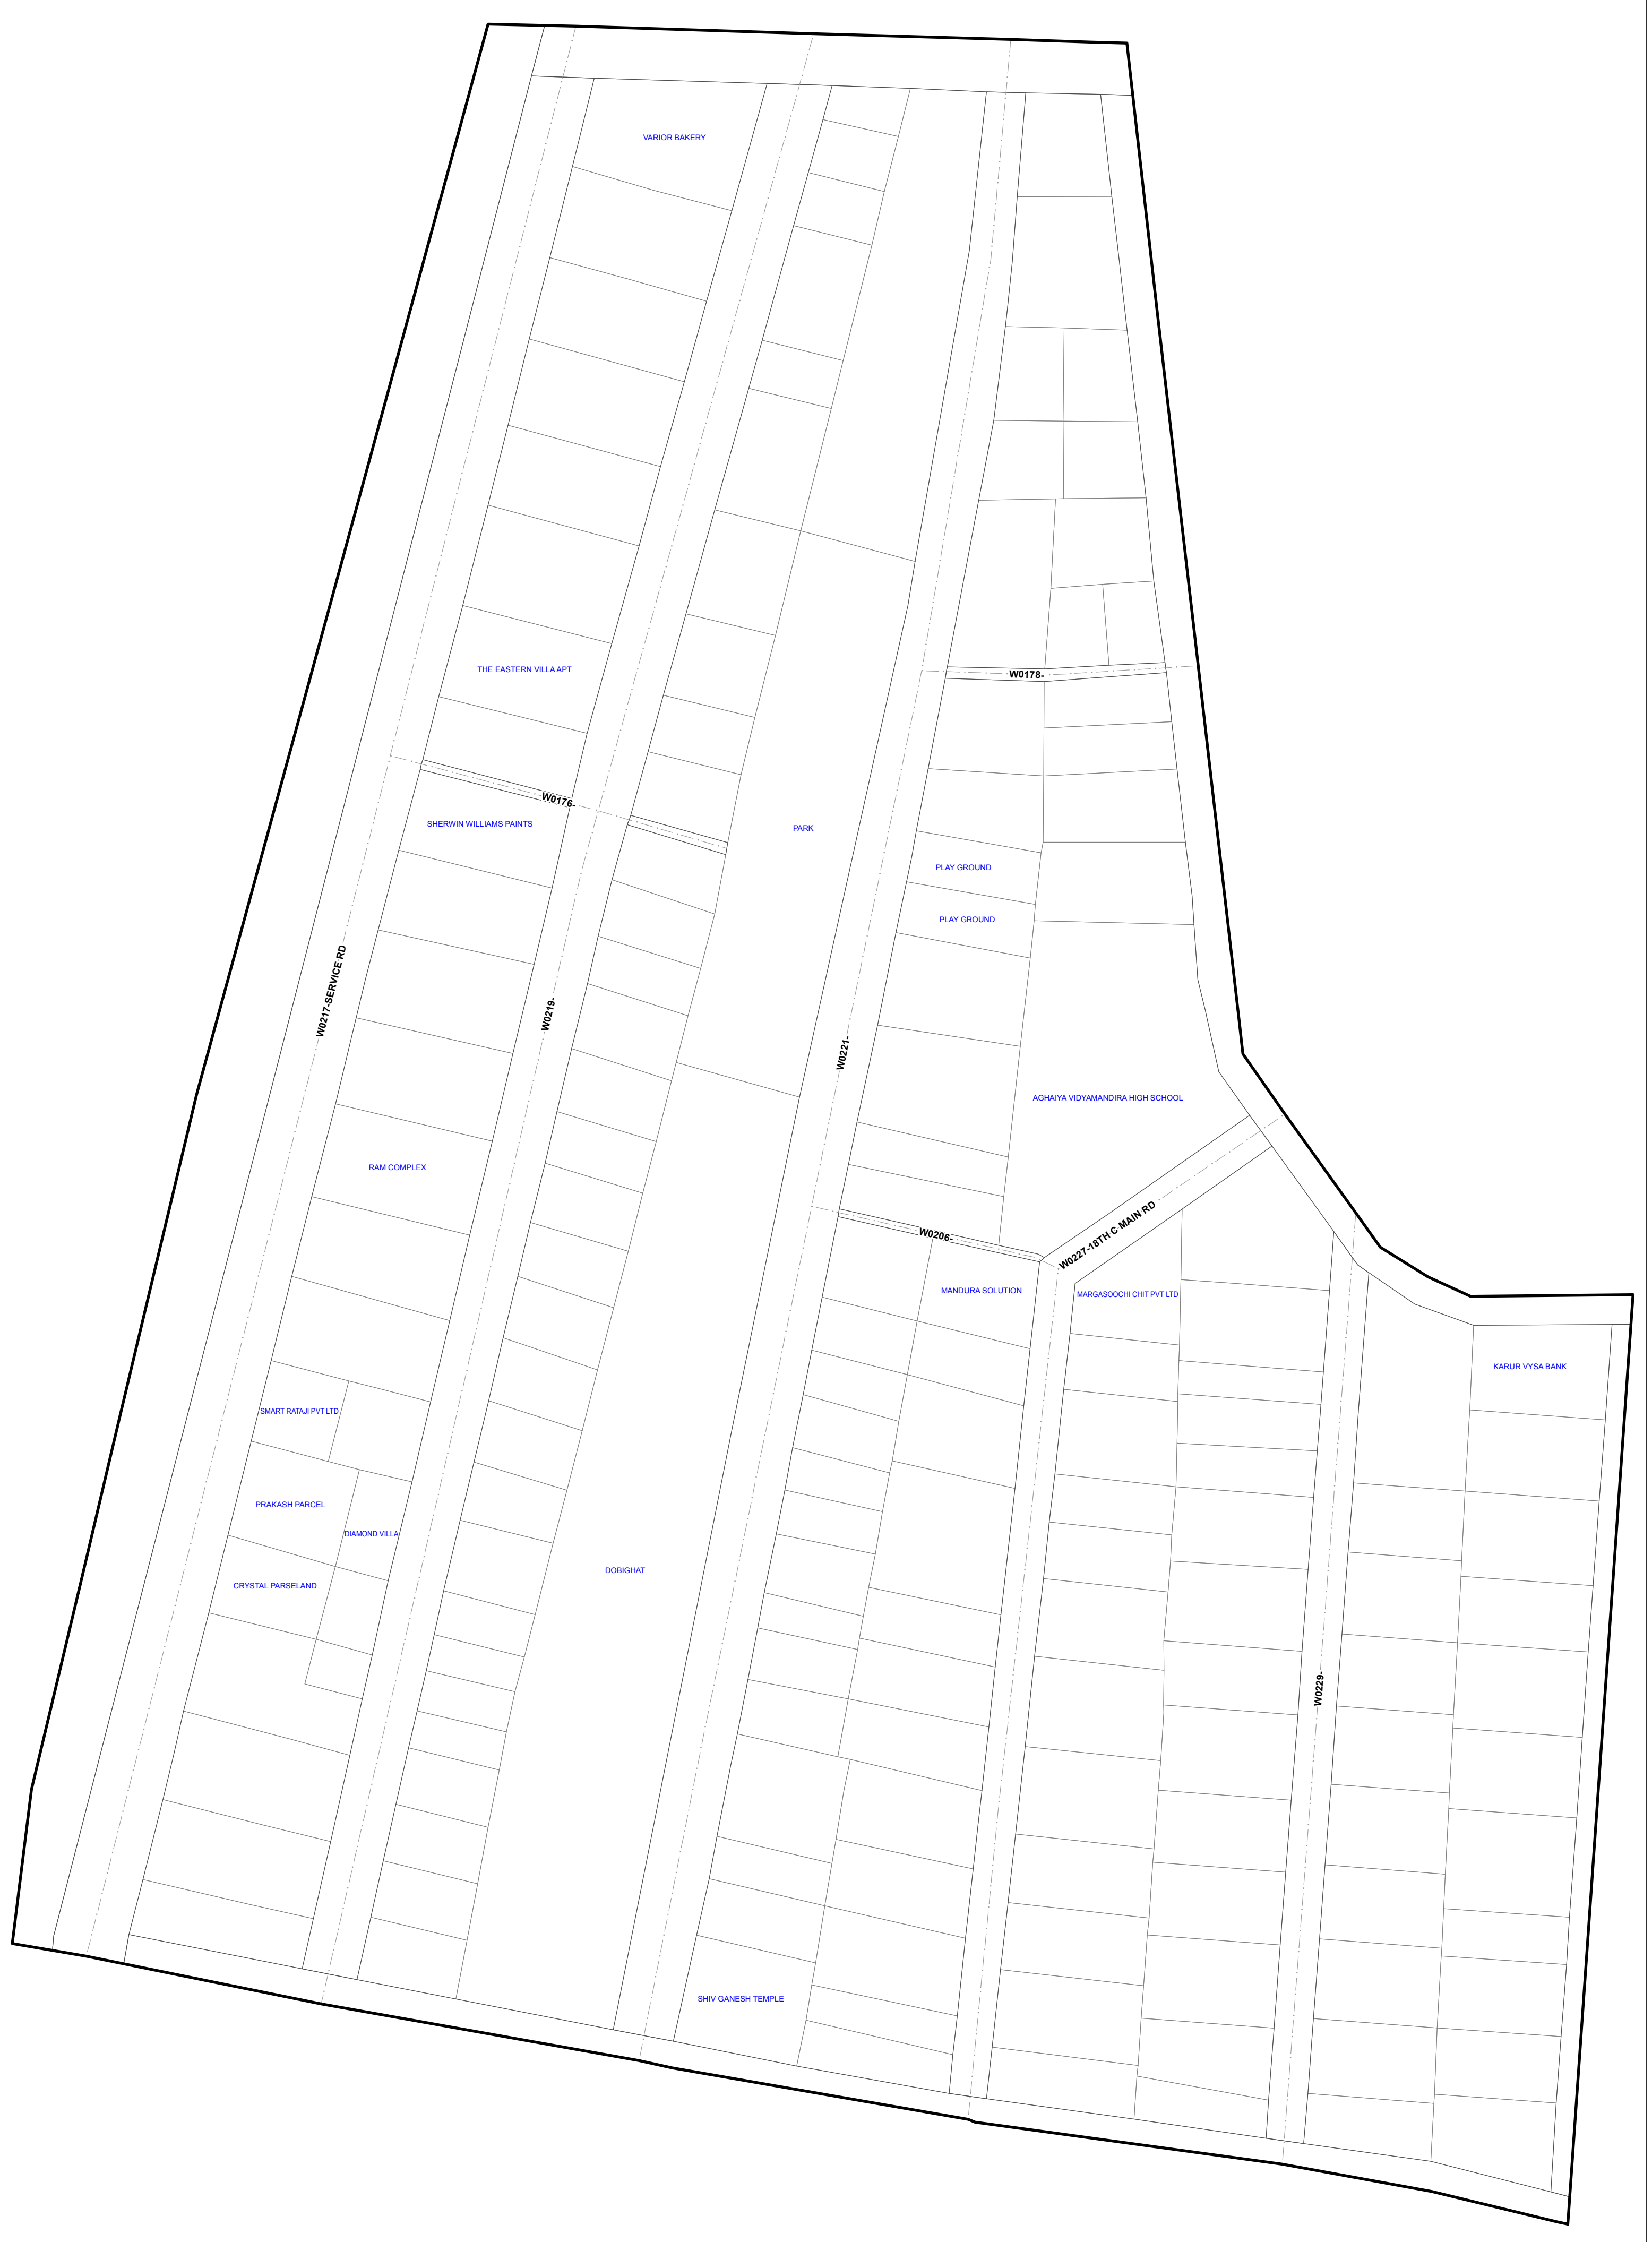 VARIOR BAKERY
THE EASTERN VILLA APT
W0178-
W0176-
SHERWIN WILLIAMS PAINTS
PARK
PLAY GROUND
PLAY GROUND
W0217-SERVICE RD
W0219-
W0221-
AGHAIYA VIDYAMANDIRA HIGH SCHOOL
RAM COMPLEX
W0206-
W0227-18TH C MAIN RD
MANDURA SOLUTION
MARGASOOCHI CHIT PVT LTD
KARUR VYSA BANK
SMART RATAJI PVT LTD
PRAKASH PARCEL
DIAMOND VILLA
DOBIGHAT
CRYSTAL PARSELAND
W0229-
SHIV GANESH TEMPLE